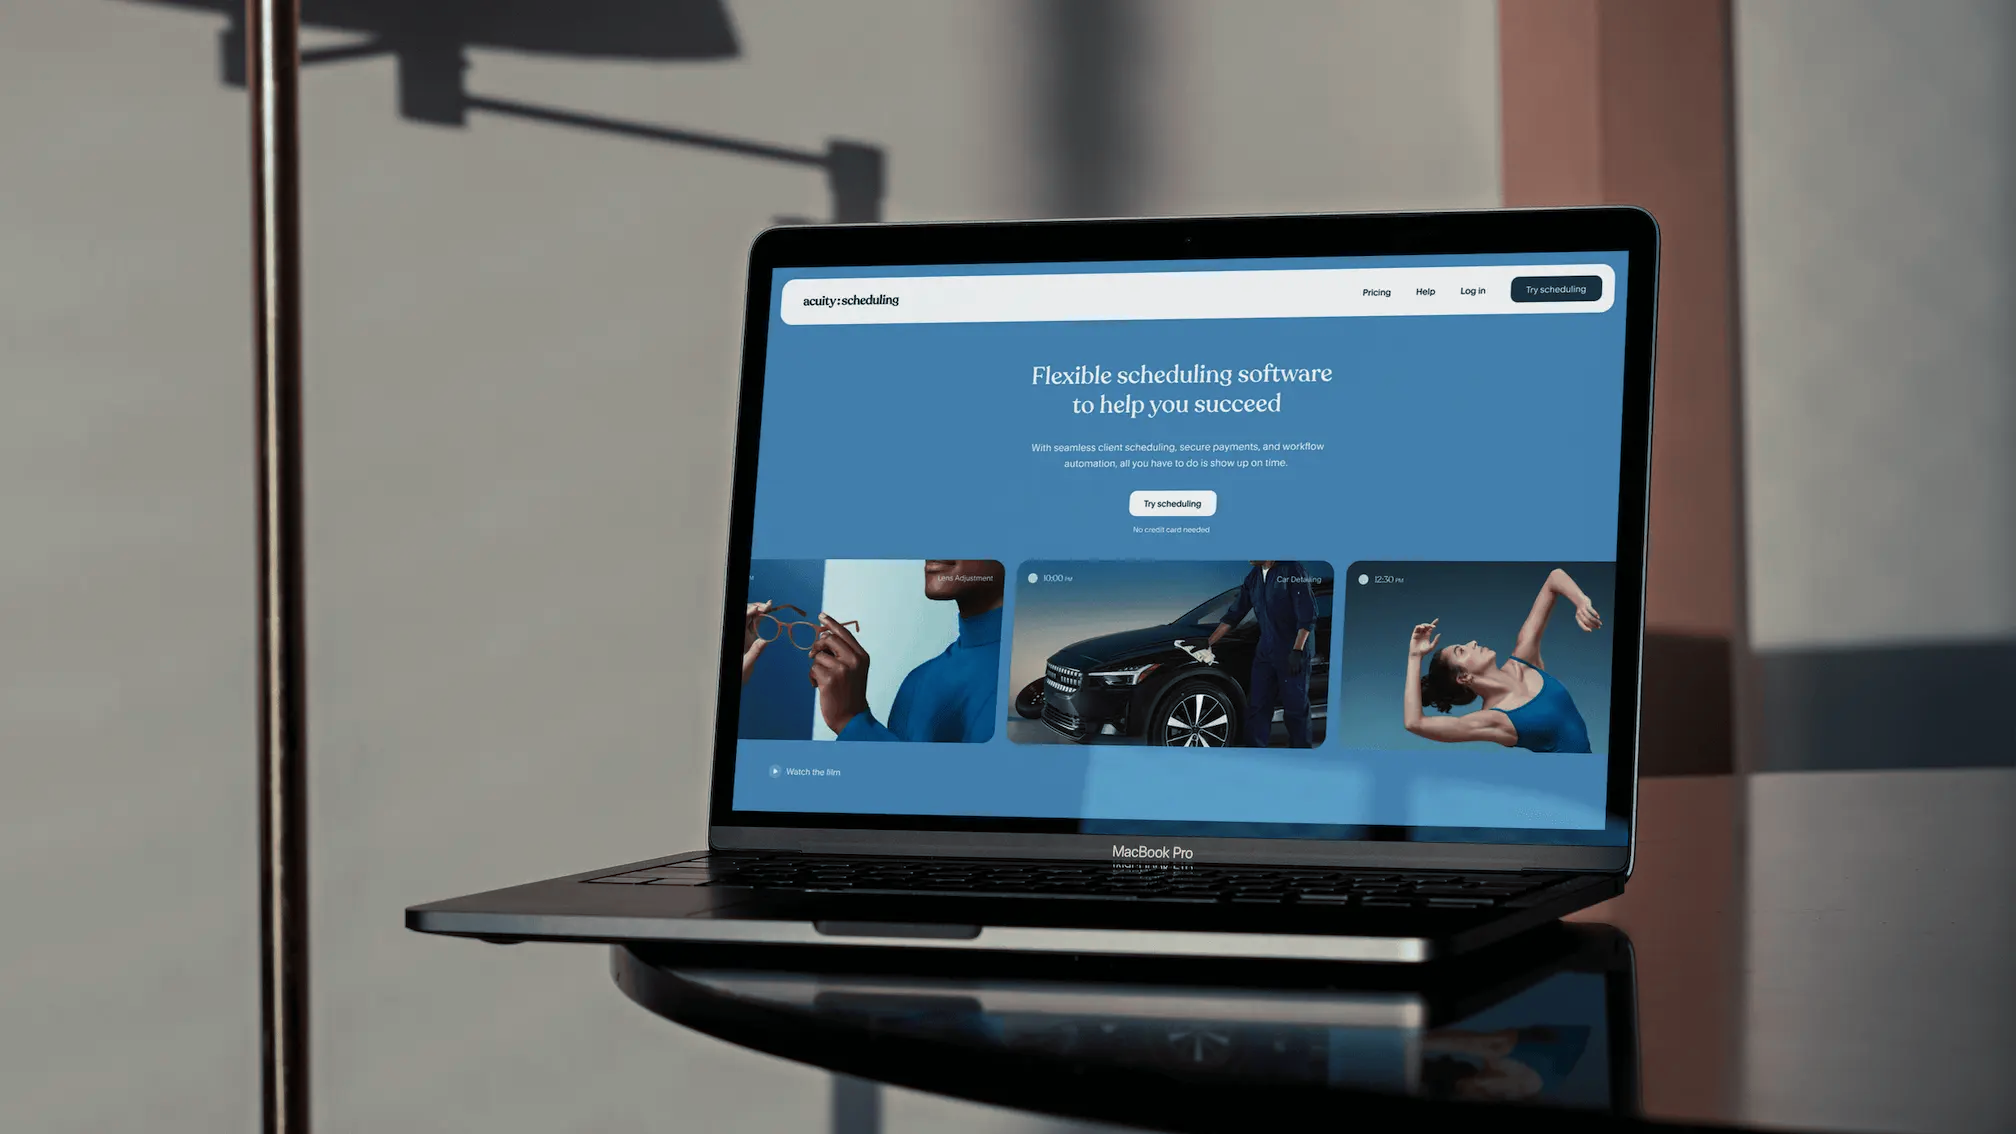 acuity:scheduling
Pricing
Help
Log in
Try scheduling
Flexible scheduling software
to help you succeed
With seamless client scheduling, secure payments, and workflow
automation, all you have to do is show up on time.
Try scheduling
No credit card needed
Lens Adjustment
10:00 PM
Car Detailing
12:30 PM
Watch the film
MacBook Pro